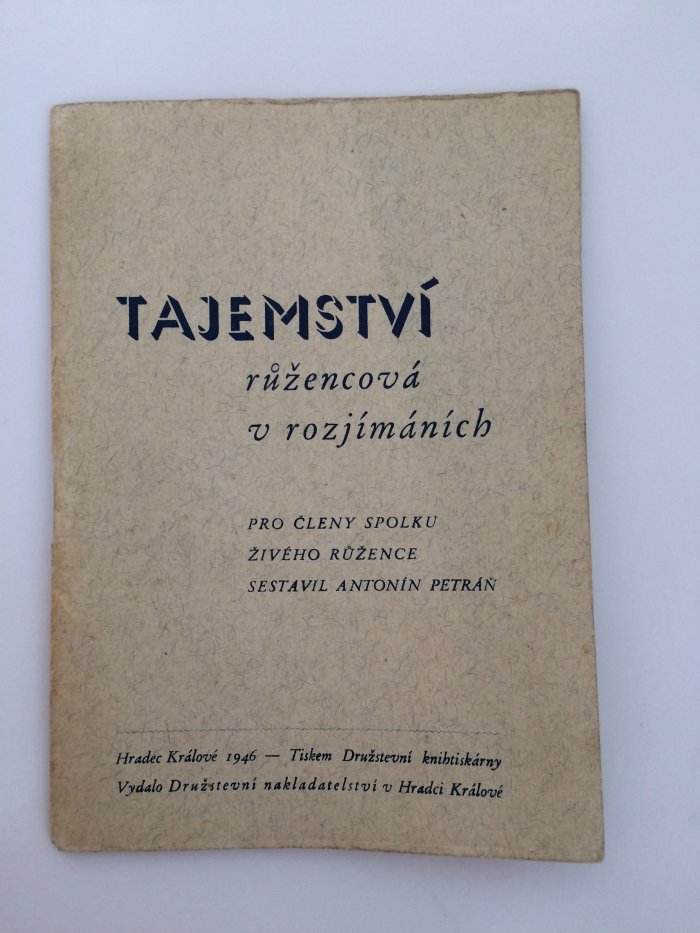 TAJEMSTVÍ
růžencová
v rozjímáních
PRO ČLENY SPOLKU
ŽIVÉHO RŮŽENCE
SESTAVIL ANTONÍN PETRÁŇ
Hradec Králové 1946 — Tiskem Družstevní knihtiskárny
Vydalo Družstevní nakladatelství v Hradci Králové